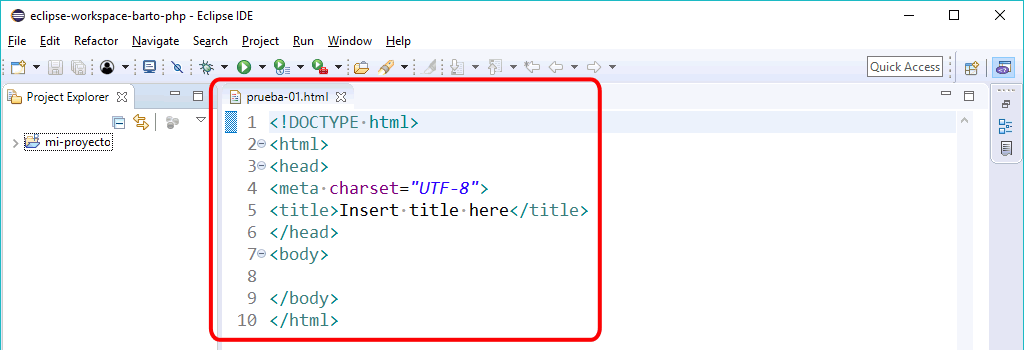 eclipse-workspace-barto-php - Eclipse IDE
File Edit Refactor Navigate Search Project Run Window Help
Quick Access
Project Explorer
mi-proyecto
prueba-01.html
1 <!DOCTYPE·html>
2 <html>
3 <head>
4 <meta·charset="UTF-8">
5 <title>Insert·title·here</title>
6 </head>
7 <body>
8
9 </body>
10 </html>